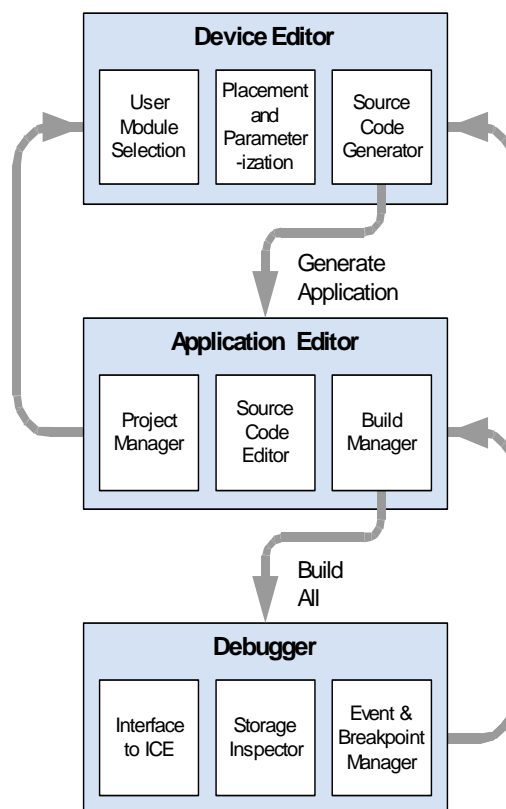 Device Editor
User
Module
Selection
Placement
and
Parameter
-ization
Source
Code
Generator
Generate
Application
Application Editor
Project
Manager
Source
Code
Editor
Build
Manager
Build
All
Debugger
Interface
to ICE
Storage
Inspector
Event &
Breakpoint
Manager